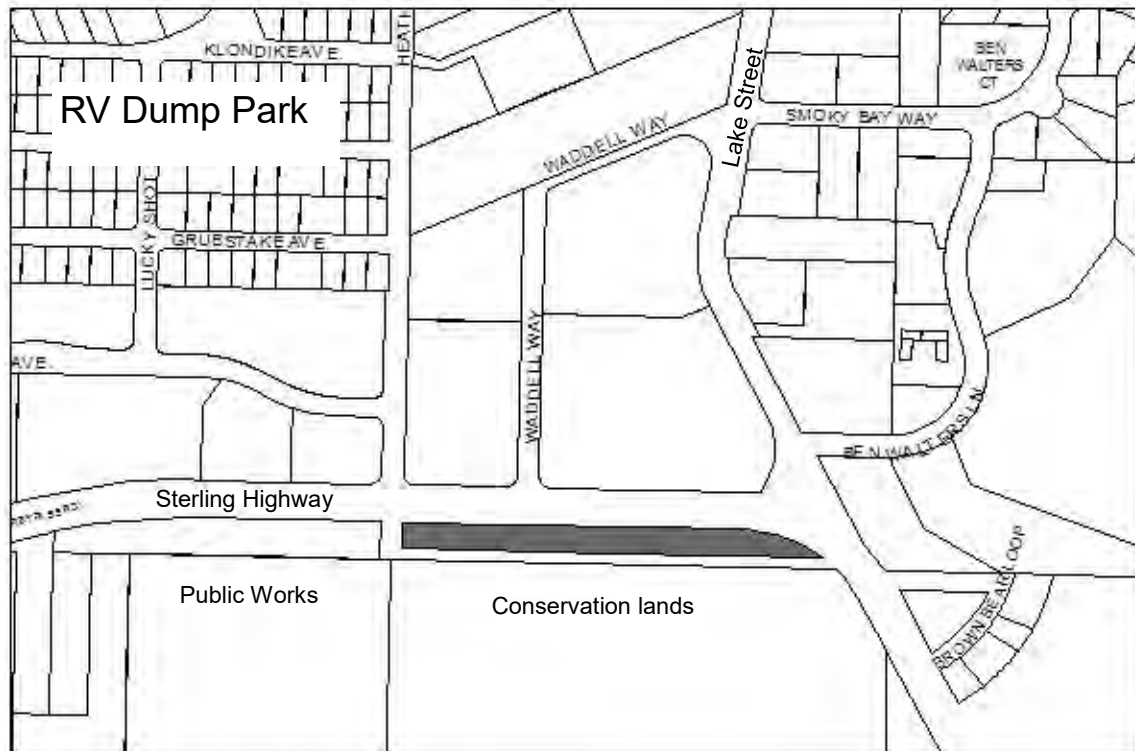 KLONDIKE AVE.
HEATH
RV Dump Park
Lake Street
BEN
WALTERS
CT
SMOKY BAY WAY
WADDELL WAY
LUCKY SHOT
GRUBSTAKE AVE.
WADDELL WAY
AVE.
BEN WALTERS LN
Sterling Highway
Public Works
Conservation lands
BROWN BEAR LOOP